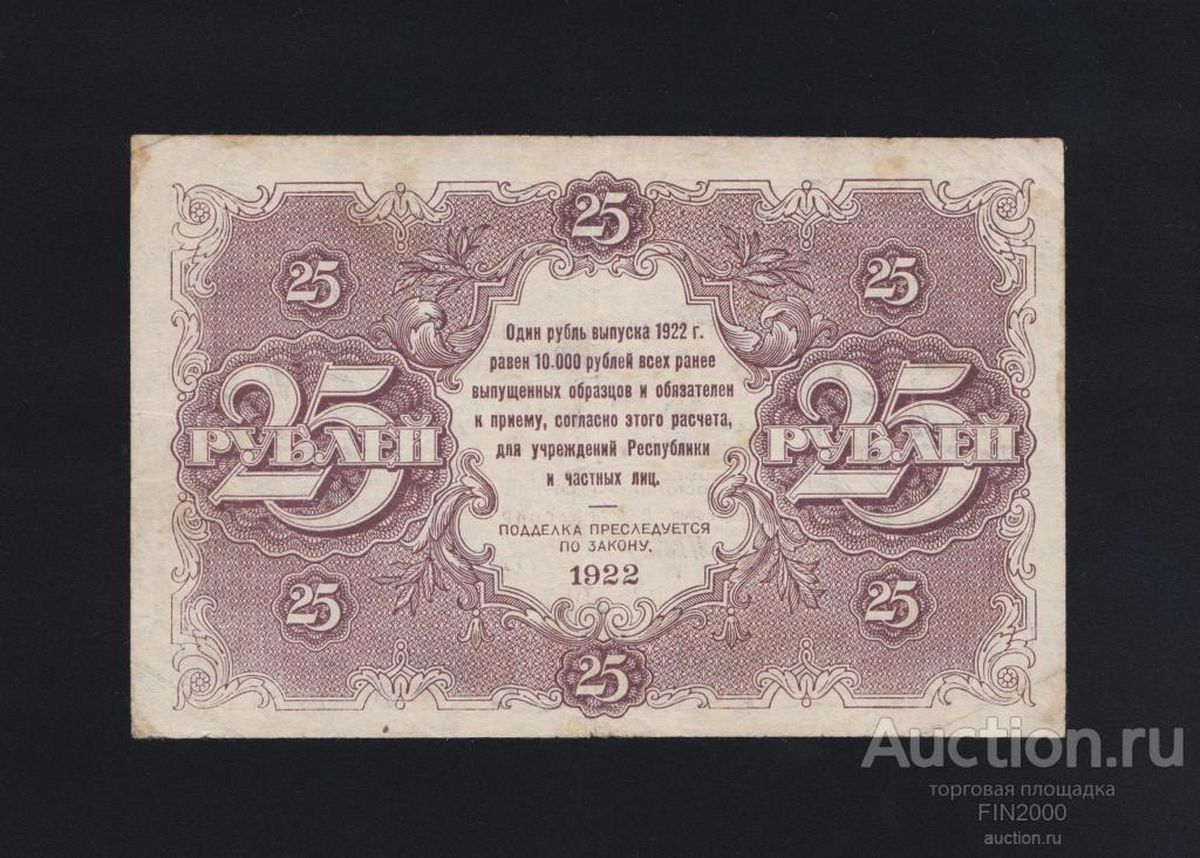 25
25
25
Один рубль выпуска 1922 г.
равен 10.000 рублей всех ранее
выпущенных образцов и обязателен
к приему, согласно этого расчета,
для учреждений Республики
и частных лиц.
25 РУБЛЕЙ
25 РУБЛЕЙ
ПОДДЕЛКА ПРЕСЛЕДУЕТСЯ
ПО ЗАКОНУ.
1922
25
25
25
Auction.ru
торговая площадка
FIN2000
auction.ru